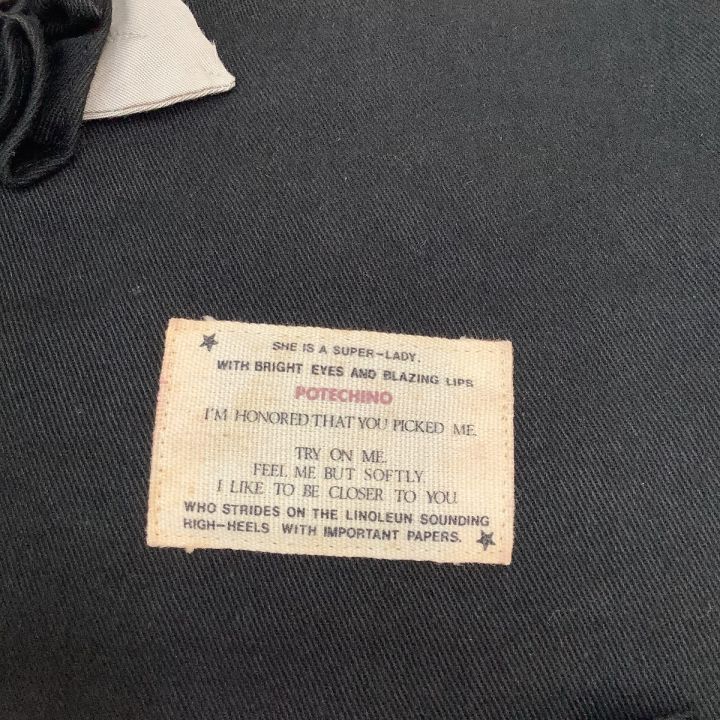 SHE IS A SUPER-LADY.
WITH BRIGHT EYES AND BLAZING LIPS
POTECHINO
I'M HONORED THAT YOU PICKED ME.
TRY ON ME.
FEEL ME BUT SOFTLY.
I LIKE TO BE CLOSER TO YOU.
WHO STRIDES ON THE LINOLEUN SOUNDING
HIGH-HEELS WITH IMPORTANT PAPERS.